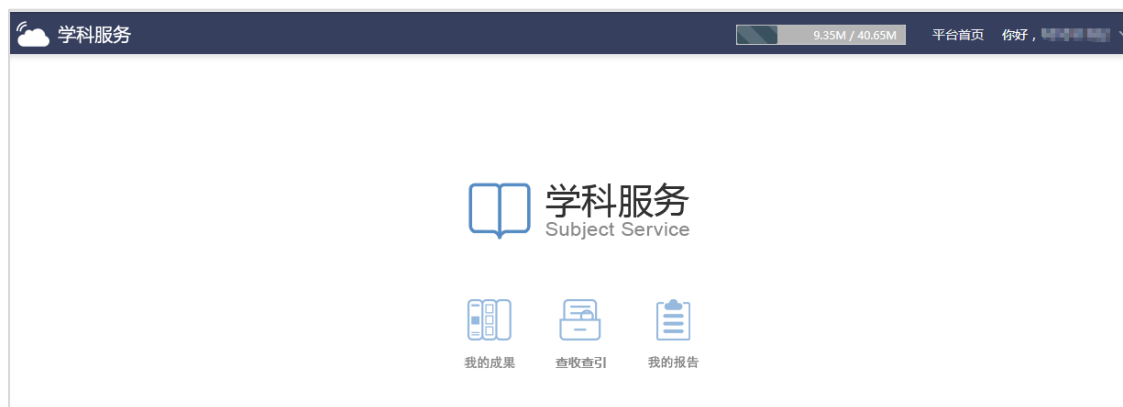 学科服务
9.35M / 40.65M
平台首页
你好，
学科服务
Subject Service
我的成果
查收查引
我的报告